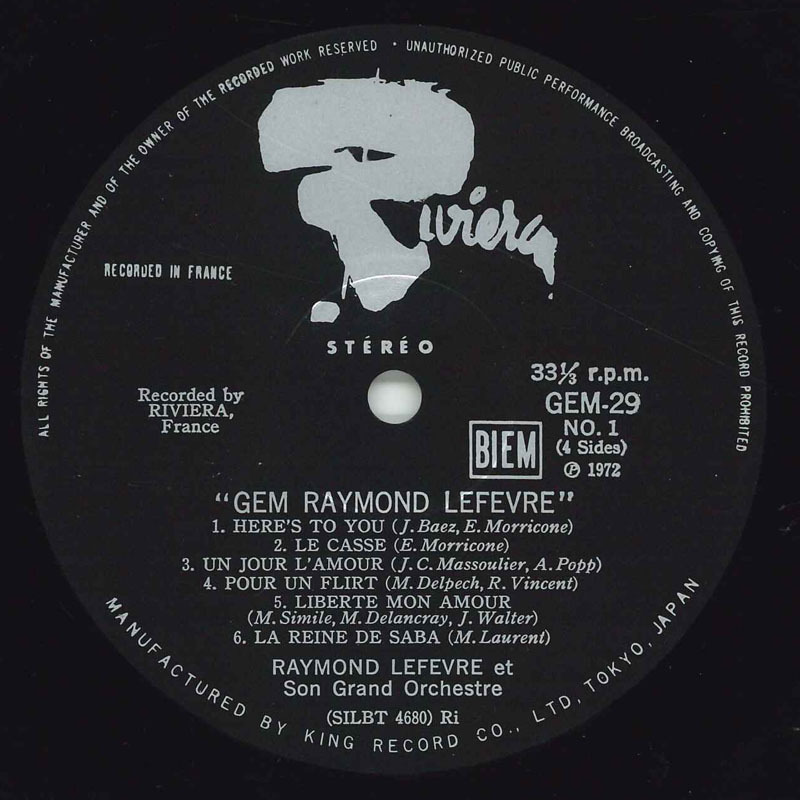 ALL RIGHTS OF THE MANUFACTURER AND OF THE OWNER OF THE RECORDED WORK RESERVED • UNAUTHORIZED PUBLIC PERFORMANCE BROADCASTING AND COPYING OF THIS RECORD PROHIBITED
Riviera
RECORDED IN FRANCE
STÉRÉO
Recorded by
RIVIERA,
France
33⅓ r.p.m.
GEM-29
NO. 1
(4 Sides)
BIEM
℗ 1972
“GEM RAYMOND LEFEVRE”
1. HERE'S TO YOU (J. Baez, E. Morricone)
2. LE CASSE (E. Morricone)
3. UN JOUR L'AMOUR (J. C. Massoulier, A. Popp)
4. POUR UN FLIRT (M. Delpech, R. Vincent)
5. LIBERTE MON AMOUR
(M. Simile, M. Delancray, J. Walter)
6. LA REINE DE SABA (M. Laurent)
RAYMOND LEFEVRE et
Son Grand Orchestre
(SILBT 4680) Ri
MANUFACTURED BY KING RECORD CO., LTD, TOKYO, JAPAN